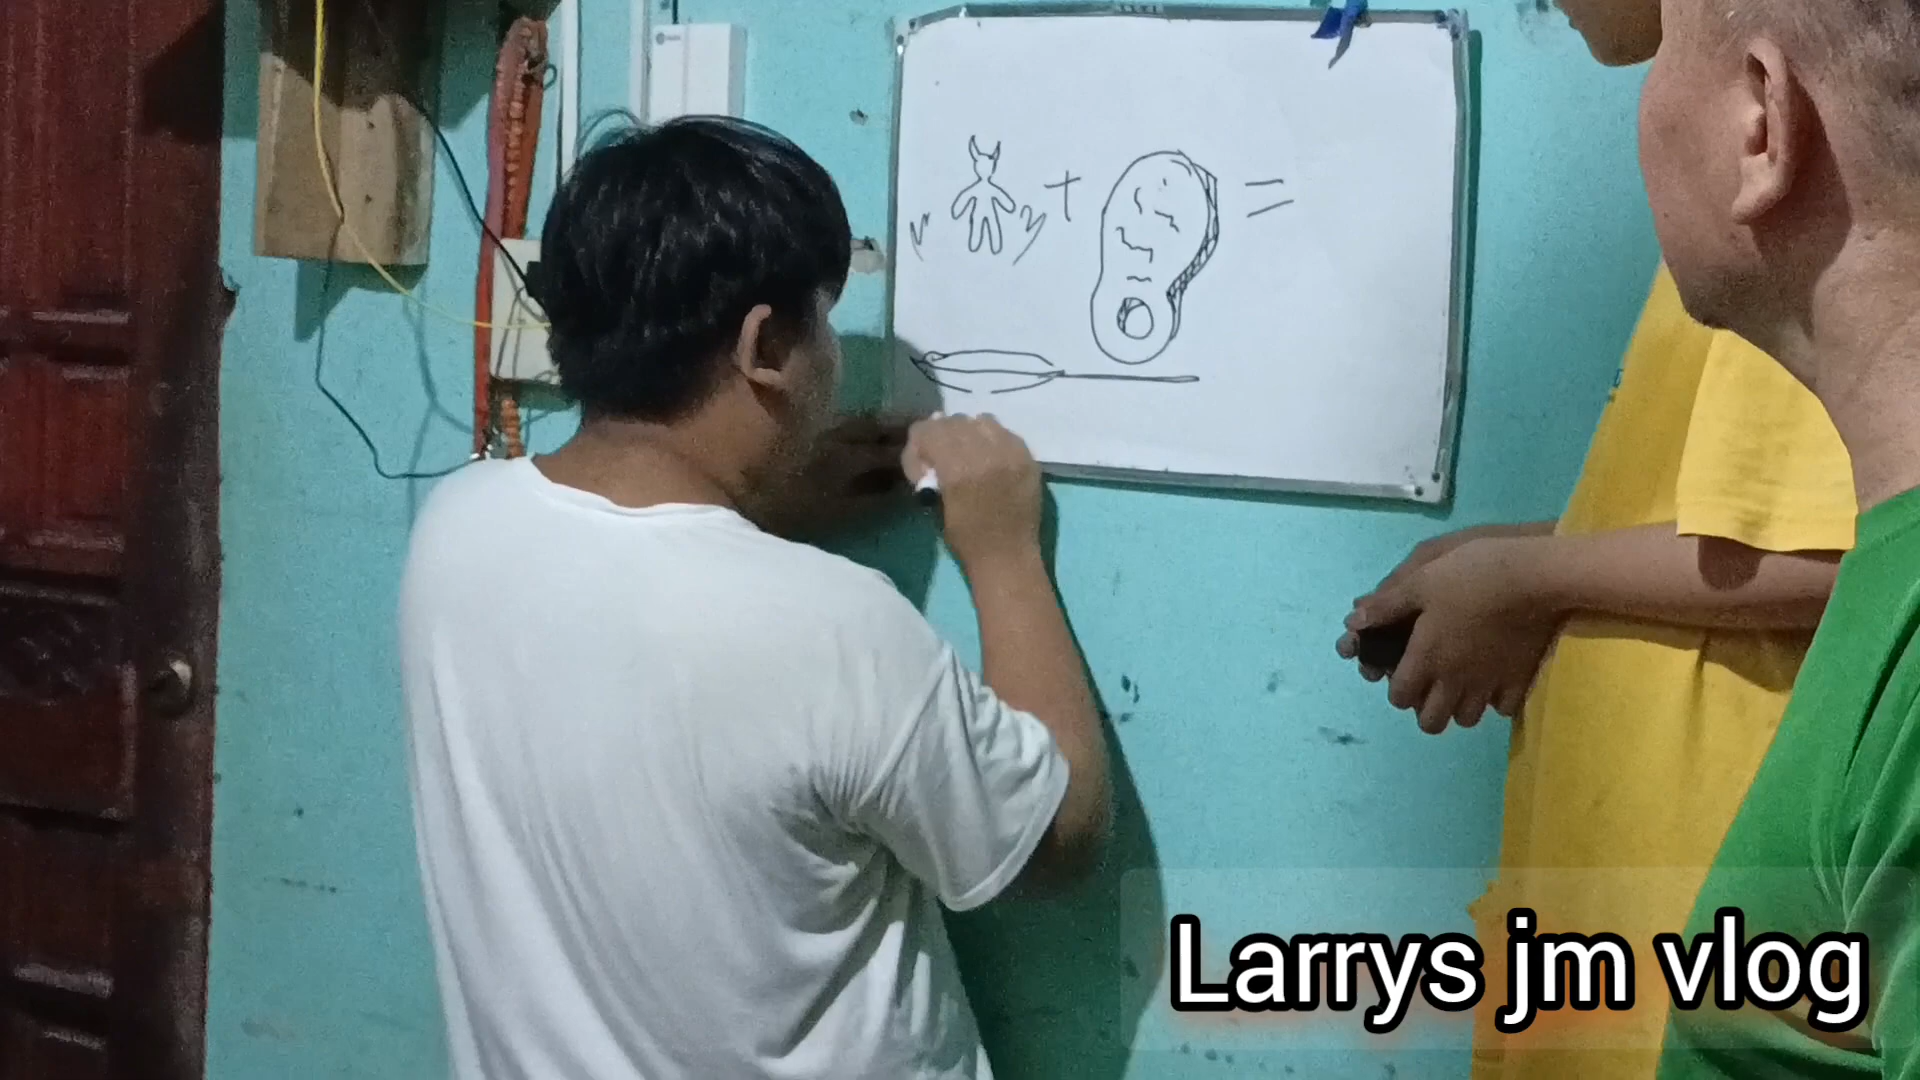 + =
Larrys jm vlog